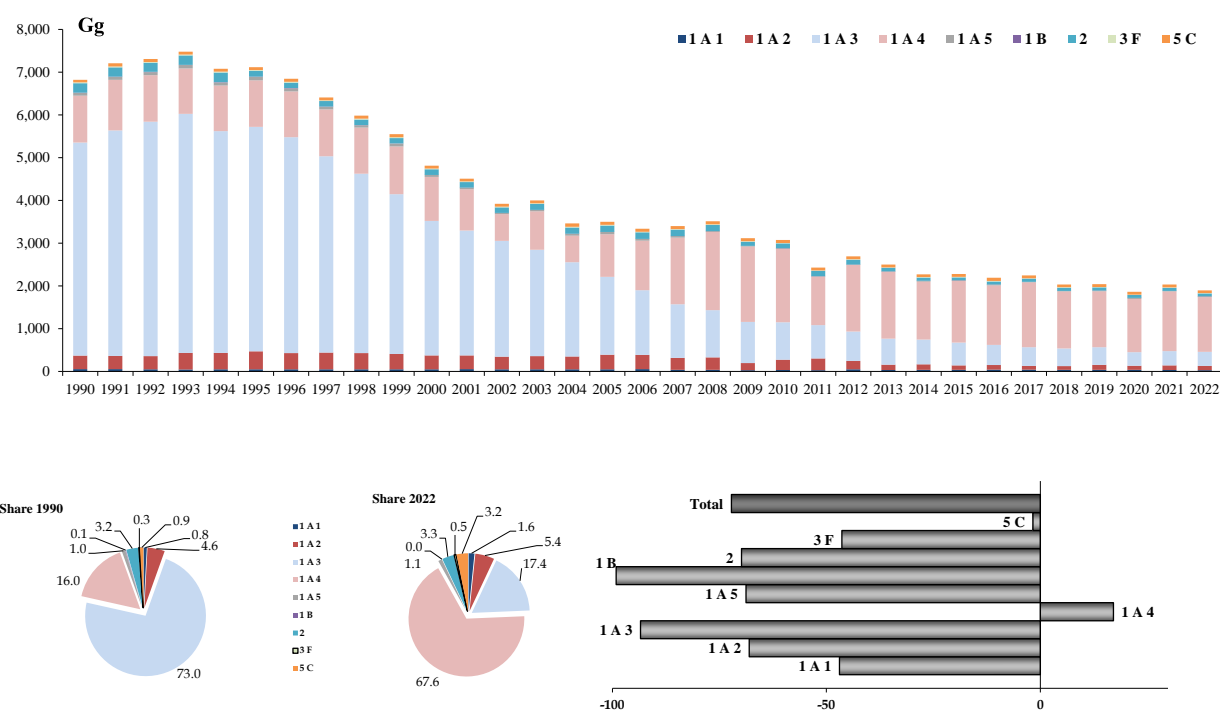 Gg
8,000
7,000
6,000
5,000
4,000
3,000
2,000
1,000
0
1 A 1 1 A 2 1 A 3 1 A 4 1 A 5 1 B 2 3 F 5 C
1990 1991 1992 1993 1994 1995 1996 1997 1998 1999 2000 2001 2002 2003 2004 2005 2006 2007 2008 2009 2010 2011 2012 2013 2014 2015 2016 2017 2018 2019 2020 2021 2022
Share 1990
0.1
3.2
0.3
0.9
0.8
4.6
1.0
16.0
73.0
1 A 1
1 A 2
1 A 3
1 A 4
1 A 5
1 B
2
3 F
5 C
Share 2022
3.3
0.5
3.2
1.6
5.4
17.4
0.0
1.1
67.6
Total
5 C
3 F
2
1 B
1 A 5
1 A 4
1 A 3
1 A 2
1 A 1
-100 -50 0